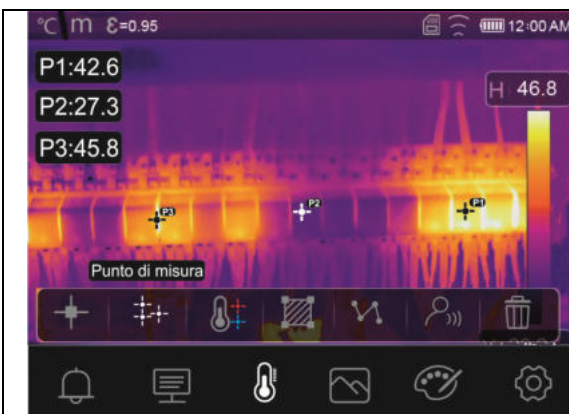 °C m Ɛ=0.95 12:00 AM
P1:42.6
H 46.8
P2:27.3
P3:45.8
P2
P1
P3
Punto di misura